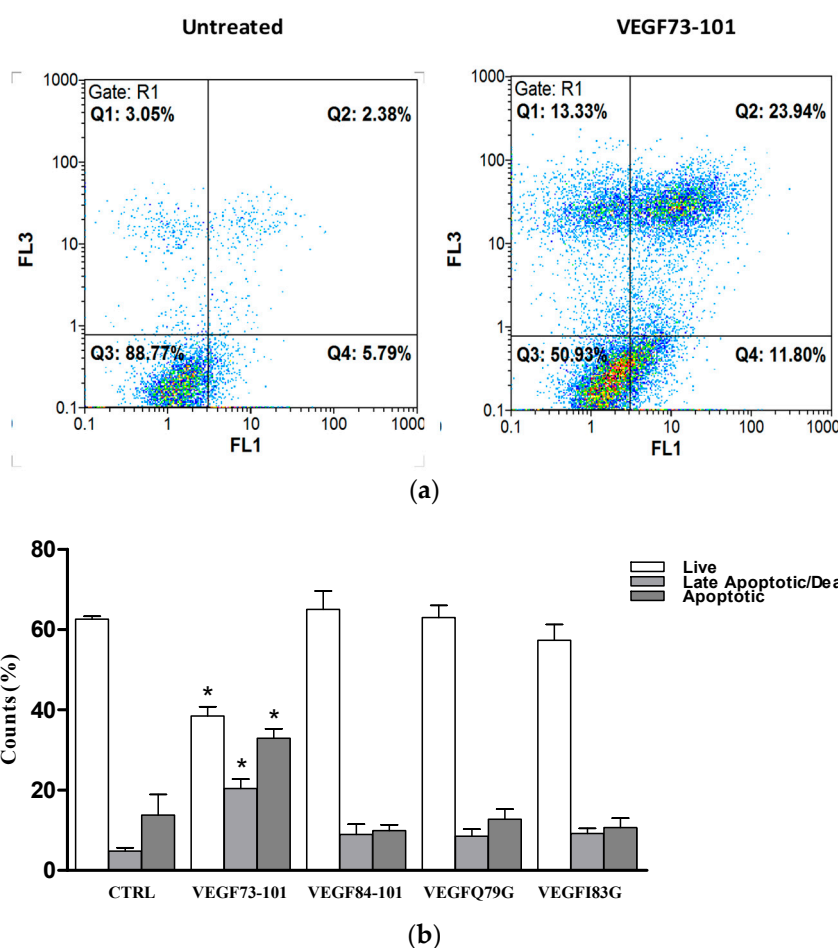 Untreated
VEGF73-101
1000
Gate: R1
Q1: 3.05%
Q2: 2.38%
100
10
1
Q3: 88.77%
Q4: 5.79%
0.1
0.1
1
10
100
1000
FL3
FL1
1000
Gate: R1
Q1: 13.33%
Q2: 23.94%
100
10
1
Q3: 50.93%
Q4: 11.80%
0.1
0.1
1
10
100
1000
FL3
FL1
(a)
80
60
40
20
0
Counts (%)
Live
Late Apoptotic/Dea
Apoptotic
*
*
*
CTRL
VEGF73-101
VEGF84-101
VEGFQ79G
VEGFI83G
(b)